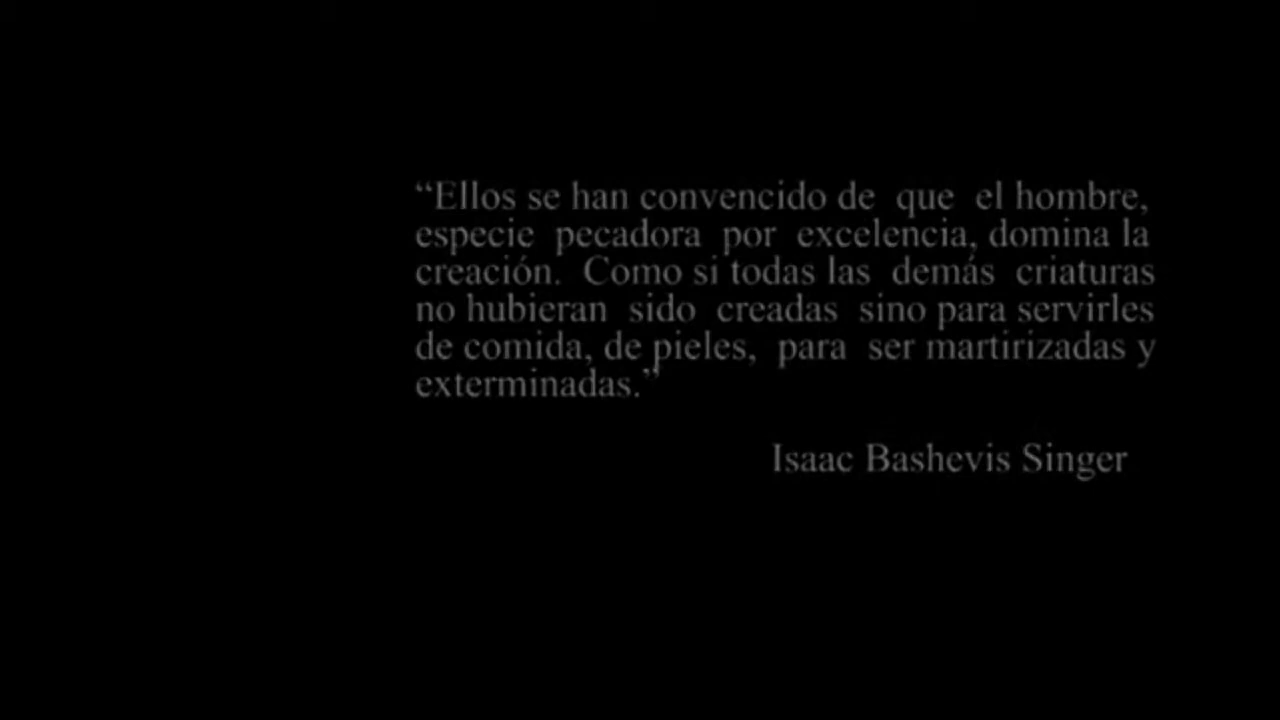 “Ellos se han convencido de que el hombre,
especie pecadora por excelencia, domina la
creación. Como si todas las demás criaturas
no hubieran sido creadas sino para servirles
de comida, de pieles, para ser martirizadas y
exterminadas.”
Isaac Bashevis Singer